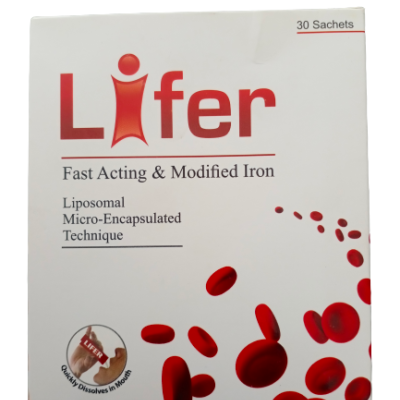 30 Sachets
Lifer
Fast Acting & Modified Iron
Liposomal
Micro-Encapsulated
Technique
LIFER
Quickly Dissolves in Mouth